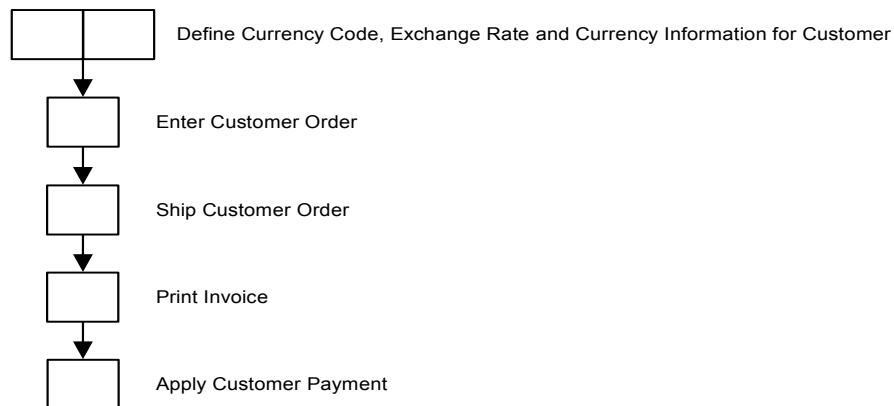 Define Currency Code, Exchange Rate and Currency Information for Customer
Enter Customer Order
Ship Customer Order
Print Invoice
Apply Customer Payment